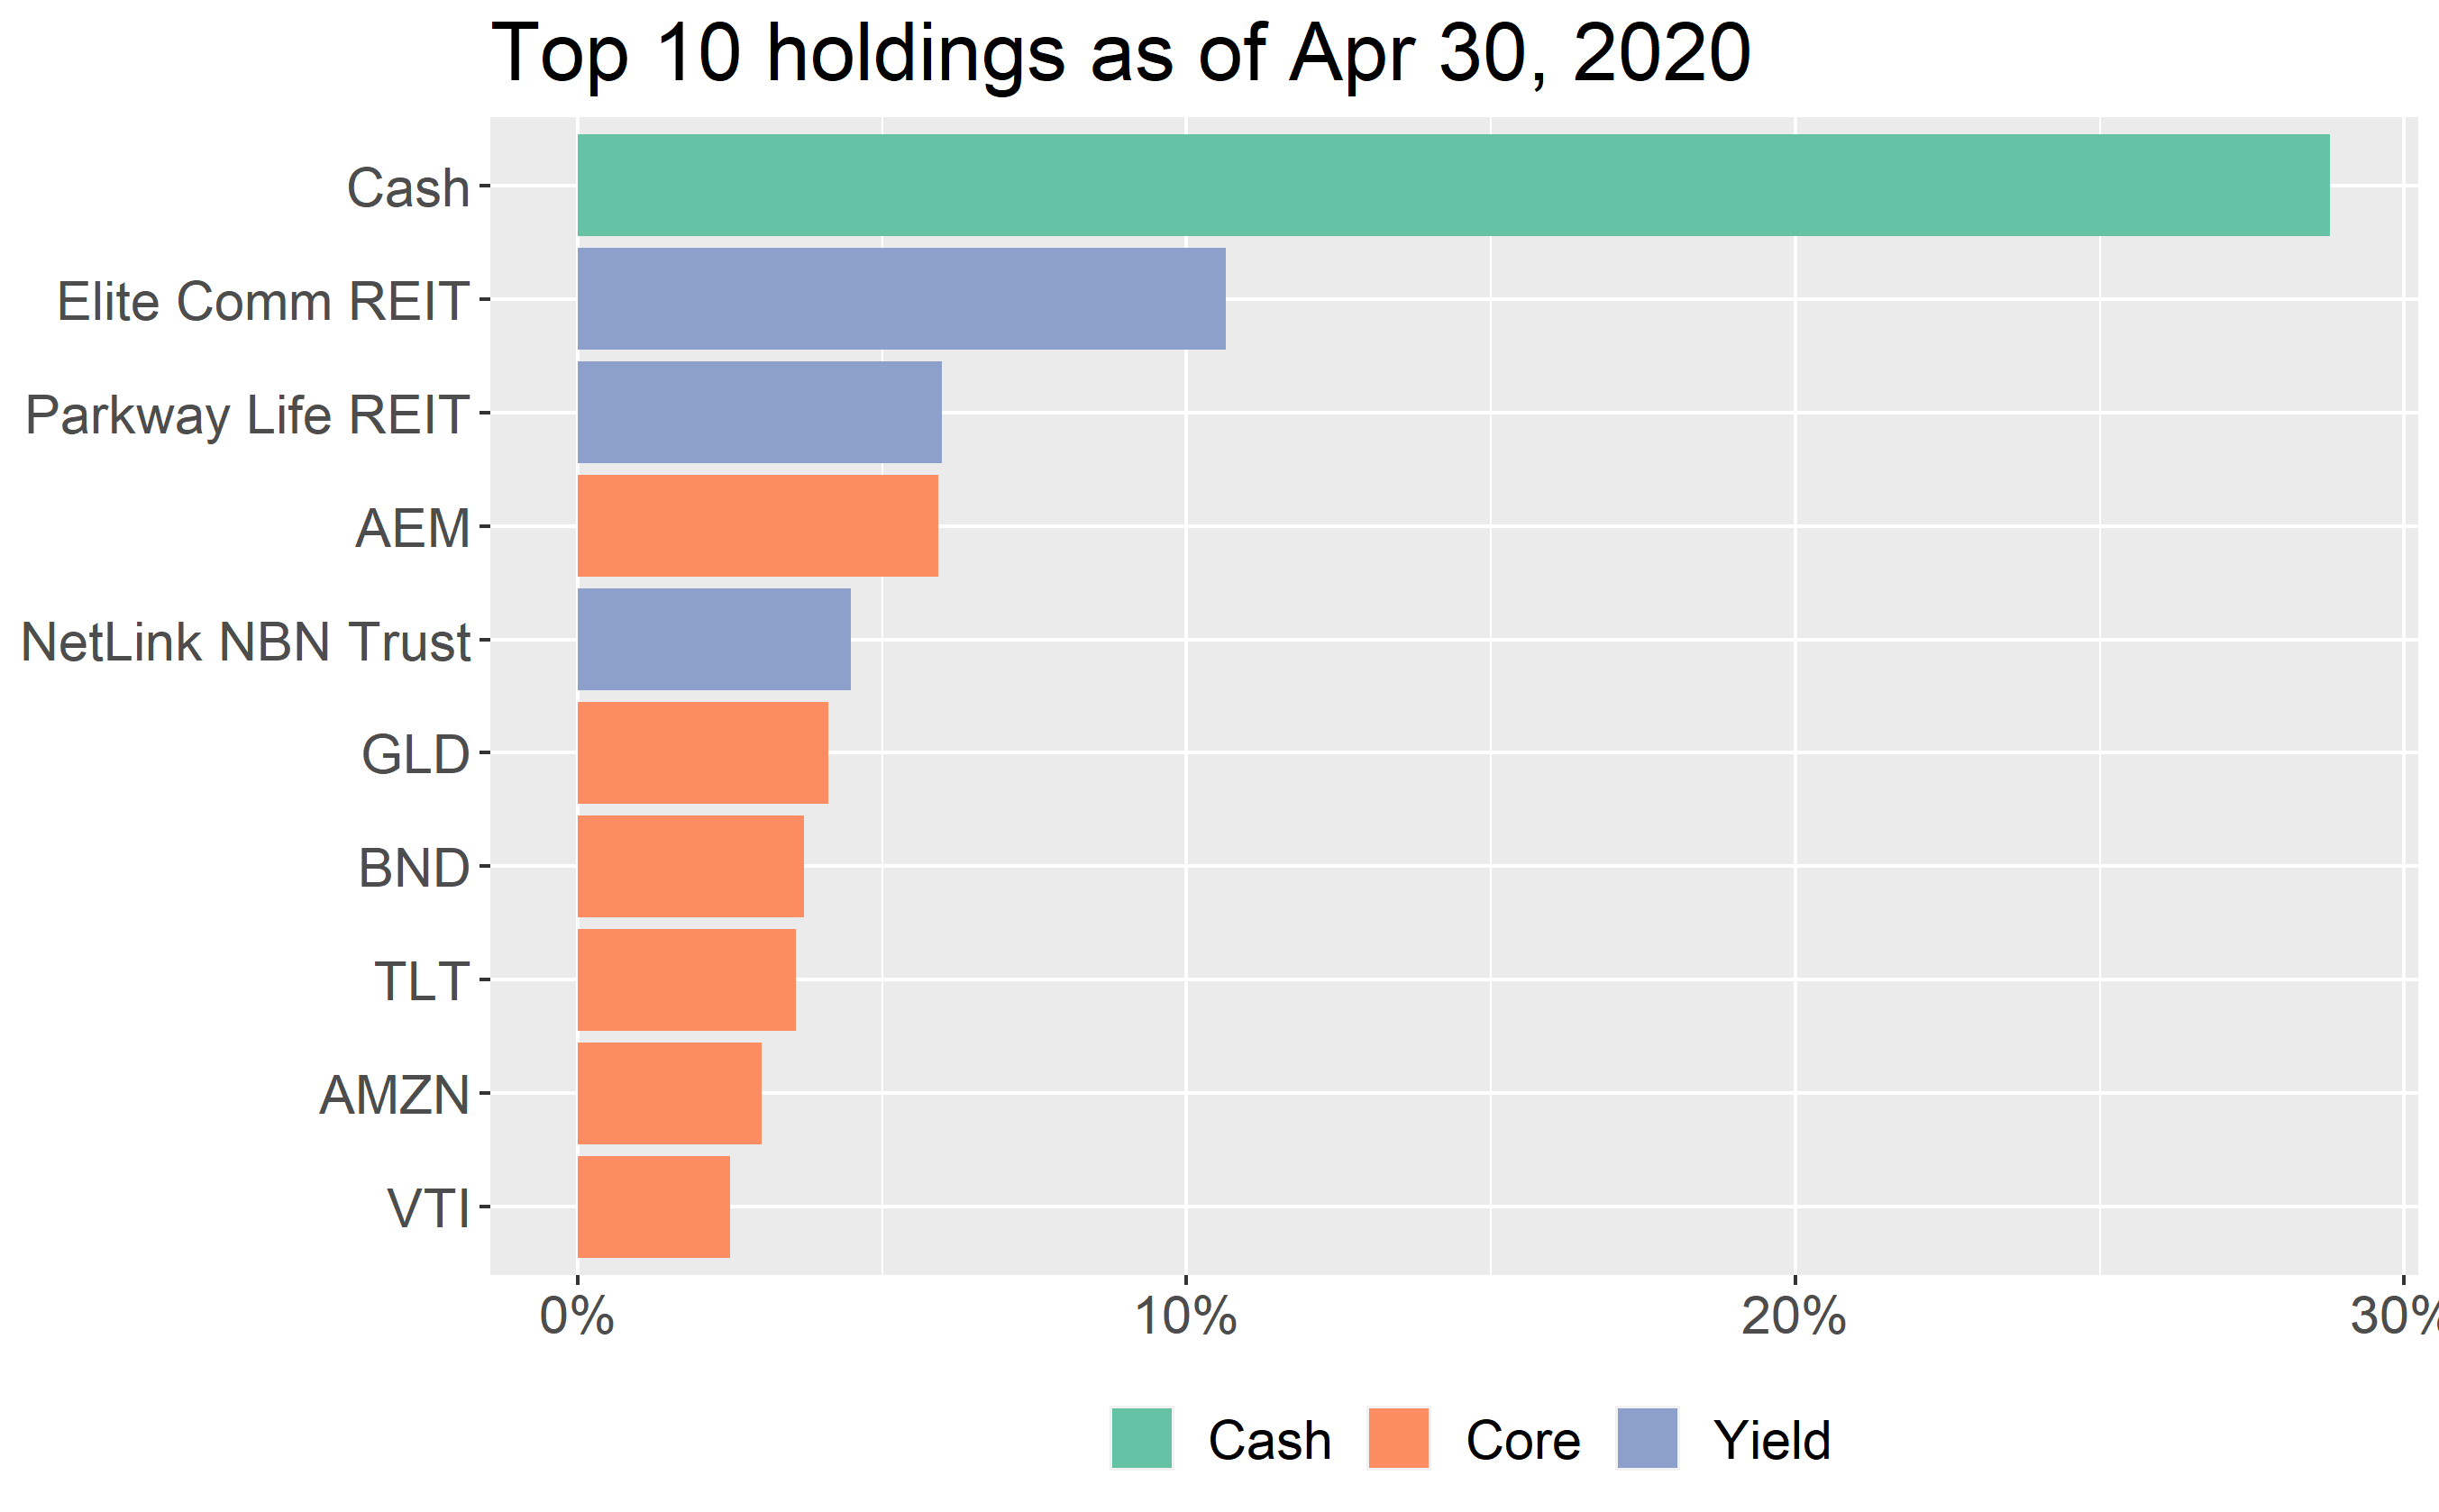 Top 10 holdings as of Apr 30, 2020
Cash
Elite Comm REIT
Parkway Life REIT
AEM
NetLink NBN Trust
GLD
BND
TLT
AMZN
VTI
0% 10% 20% 30%
Cash Core Yield